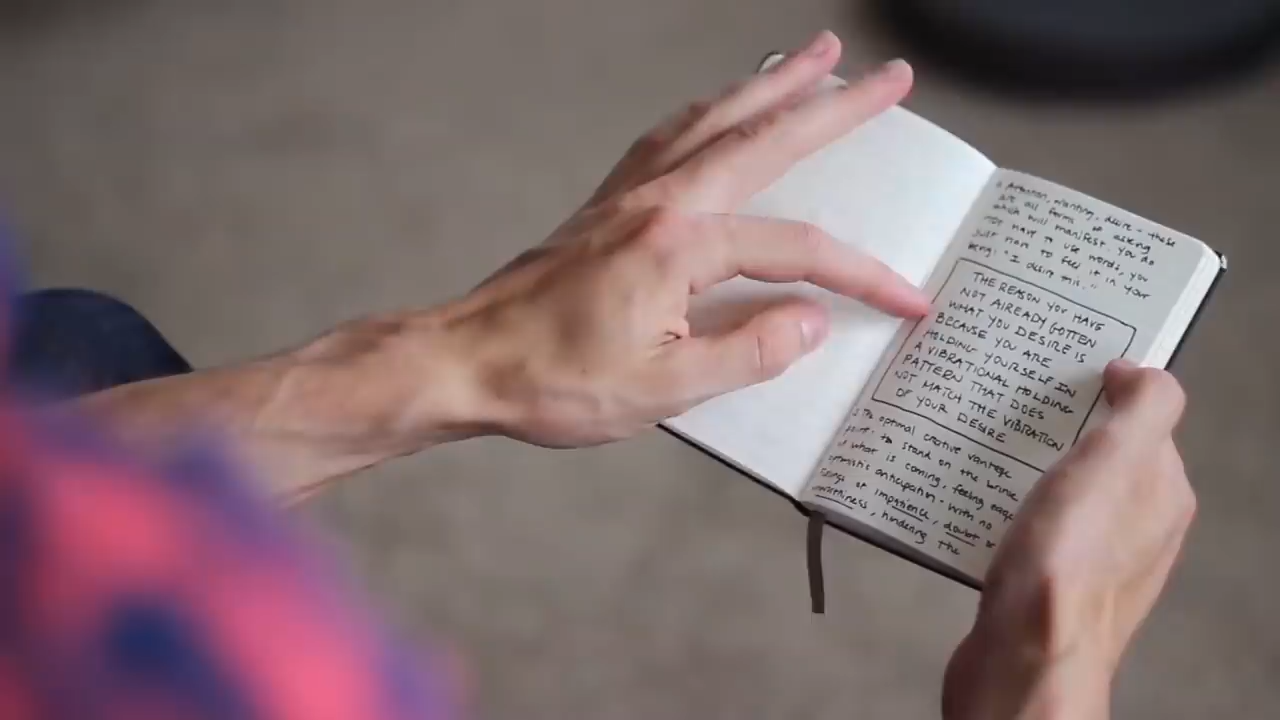 Attention, wanting, desire - these
are all forms of asking
which will manifest. You do
not have to use words, you
just have to feel it in your
being: "I desire this."
THE REASON YOU HAVE
NOT ALREADY GOTTEN
WHAT YOU DESIRE IS
BECAUSE YOU ARE
HOLDING YOURSELF IN
A VIBRATIONAL HOLDING
PATTERN THAT DOES
NOT MATCH THE VIBRATION
OF YOUR DESIRE
The optimal creative vantage
point: to stand on the brink
of what is coming, feeling eager
optimistic anticipation - with no
feelings of impatience, doubt or
unworthiness, hindering the